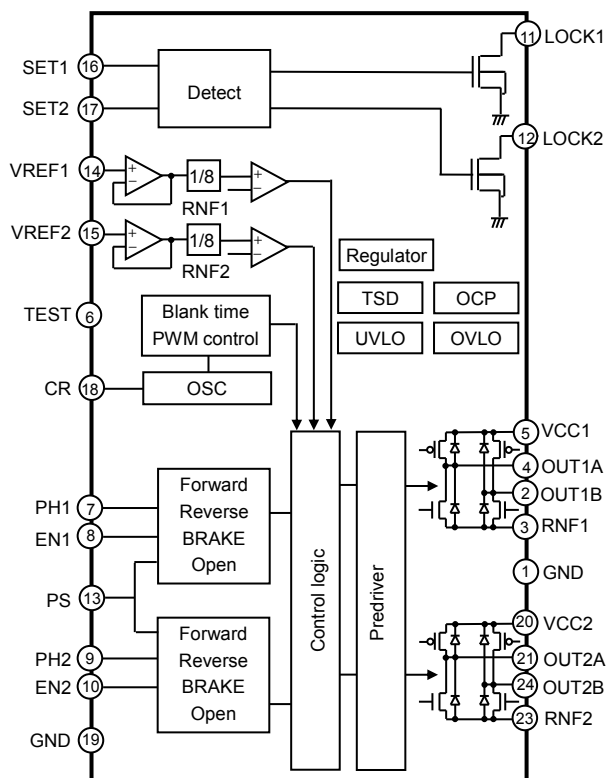 SET1 16
SET2 17
Detect
11 LOCK1
12 LOCK2
VREF1 14
+
−
1/8
RNF1
+
−
VREF2 15
+
−
1/8
RNF2
+
−
Regulator
TSD
OCP
UVLO
OVLO
TEST 6
Blank time
PWM control
CR 18
OSC
PH1 7
EN1 8
Forward
Reverse
BRAKE
Open
PS 13
PH2 9
EN2 10
Forward
Reverse
BRAKE
Open
GND 19
Control logic
Predriver
5 VCC1
4 OUT1A
2 OUT1B
3 RNF1
1 GND
20 VCC2
21 OUT2A
24 OUT2B
23 RNF2